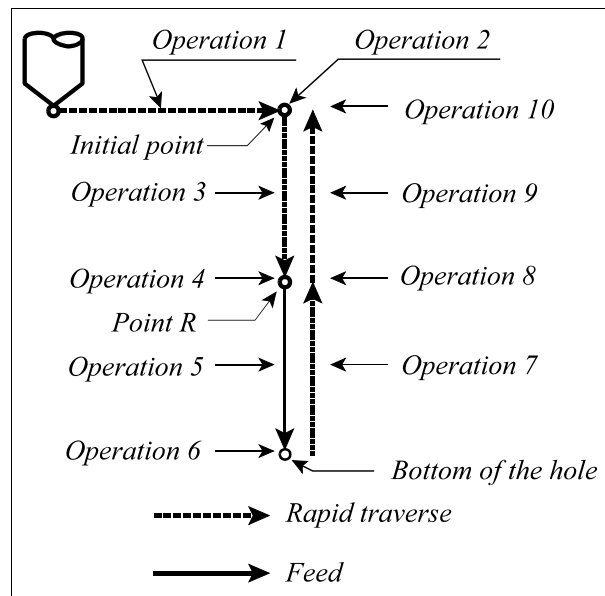 Operation 1
Operation 2
Initial point
Operation 10
Operation 3
Operation 9
Operation 4
Operation 8
Point R
Operation 5
Operation 7
Operation 6
Bottom of the hole
Rapid traverse
Feed